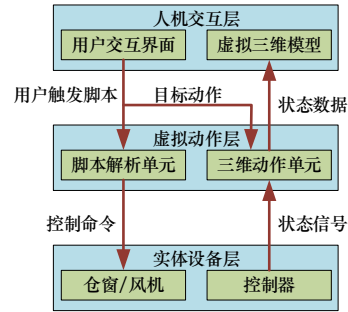 人机交互层
用户交互界面 虚拟三维模型
用户触发脚本 目标动作 状态数据
虚拟动作层
脚本解析单元 三维动作单元
控制命令 状态信号
实体设备层
仓窗/风机 控制器